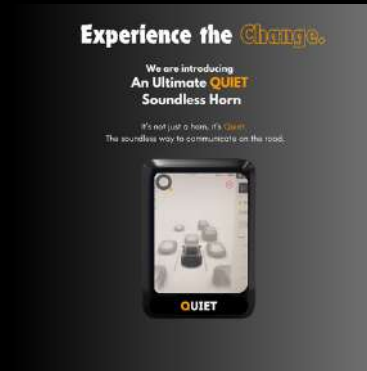 Experience the Change.
We are introducing
An Ultimate QUIET
Soundless Horn
It's not just a horn, it's Quiet.
The soundless way to communicate on the road.
QUIET